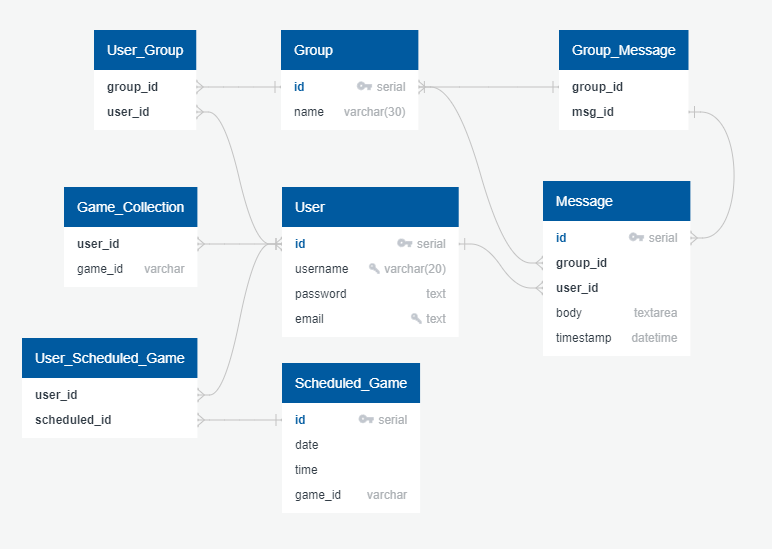 User_Group
group_id
user_id
Group
id serial
name varchar(30)
Group_Message
group_id
msg_id
Game_Collection
user_id
game_id varchar
User
id serial
username varchar(20)
password text
email text
Message
id serial
group_id
user_id
body textarea
timestamp datetime
User_Scheduled_Game
user_id
scheduled_id
Scheduled_Game
id serial
date
time
game_id varchar